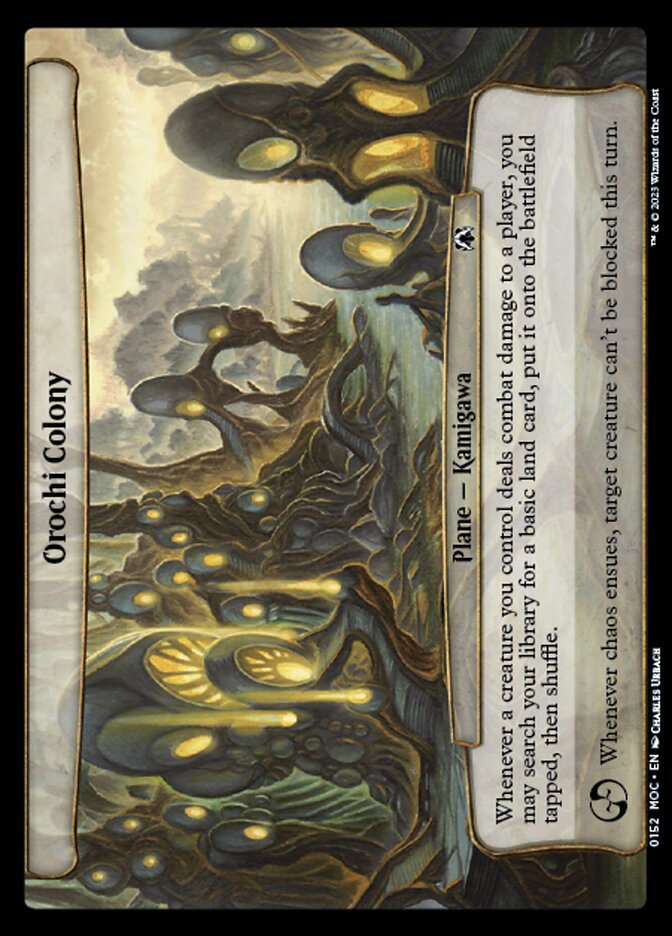 Orochi Colony
Plane — Kamigawa
Whenever a creature you control deals combat damage to a player, you
may search your library for a basic land card, put it onto the battlefield
tapped, then shuffle.
Whenever chaos ensues, target creature can't be blocked this turn.
0152 MOC • EN Charles Urbach
™ & © 2023 Wizards of the Coast